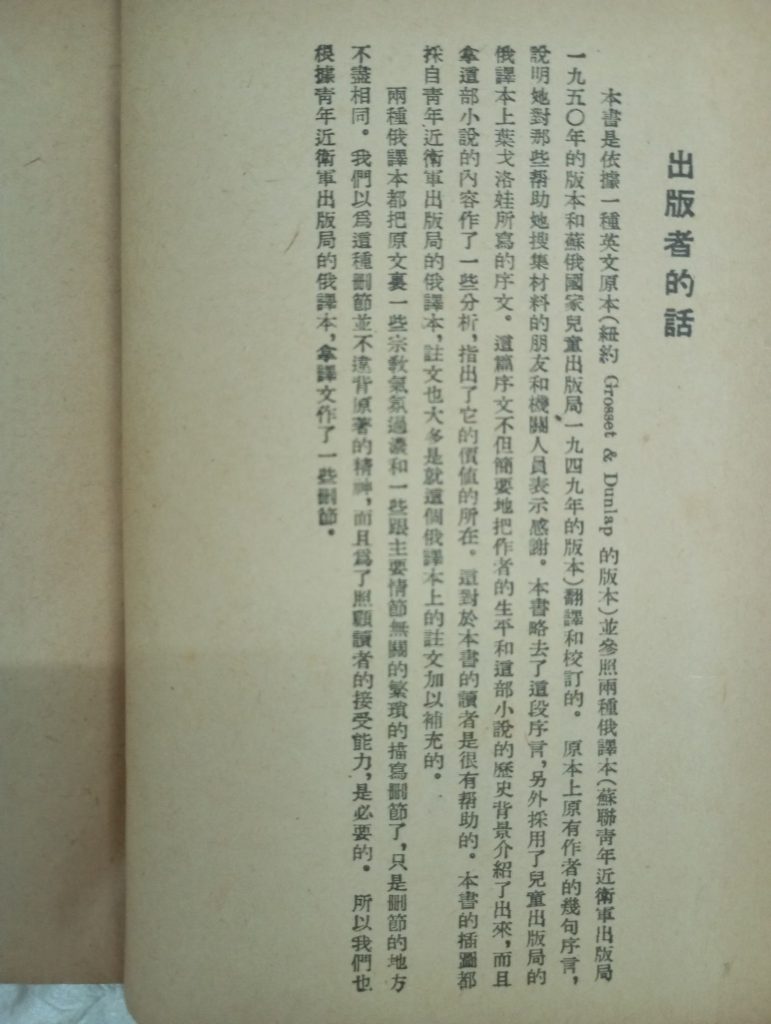 出版者的話
本書是依據一種英文原本(紐約 Grosset & Dunlap 的版本)並參照兩種俄譯本(蘇聯靑年近衞軍出版局
一九五〇年的版本和蘇俄國家兒童出版局一九四九年的版本)翻譯和校訂的。原本上原有作者的幾句序言,
說明她對那些帮助她搜集材料的朋友和機關人員表示感謝。本書略去了這段序言,另外採用了兒童出版局的
俄譯本上葉戈洛娃所寫的序文。這篇序文不但簡要地把作者的生平和這部小說的歷史背景介紹了出來,而且
拿這部小說的內容作了一些分析,指出了它的價値的所在。這對於本書的讀者是很有帮助的。本書的插圖都
採自靑年近衞軍出版局的俄譯本,註文也大多是就這個俄譯本上的註文加以補充的。
兩種俄譯本都把原文裏一些宗敎氣氛過濃和一些跟主要情節無關的繁瑣的描寫刪節了,只是刪節的地方
不盡相同。我們以爲這種刪節並不違背原著的精神,而且爲了照顧讀者的接受能力,是必要的。所以我們也
根據靑年近衞軍出版局的俄譯本,拿譯文作了一些刪節。